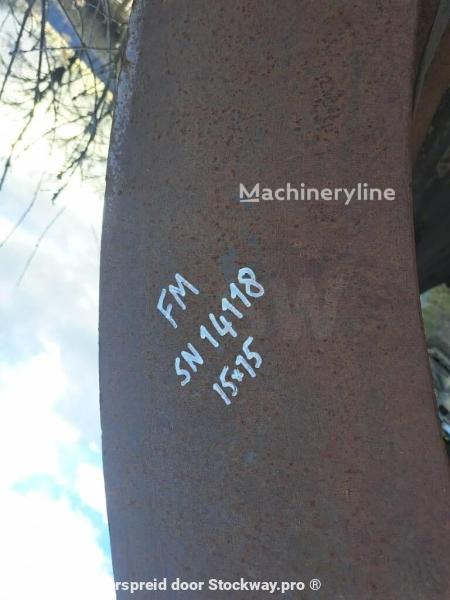 Machineryline
FM
SN 14118
15*15
erspreid door Stockway.pro ®